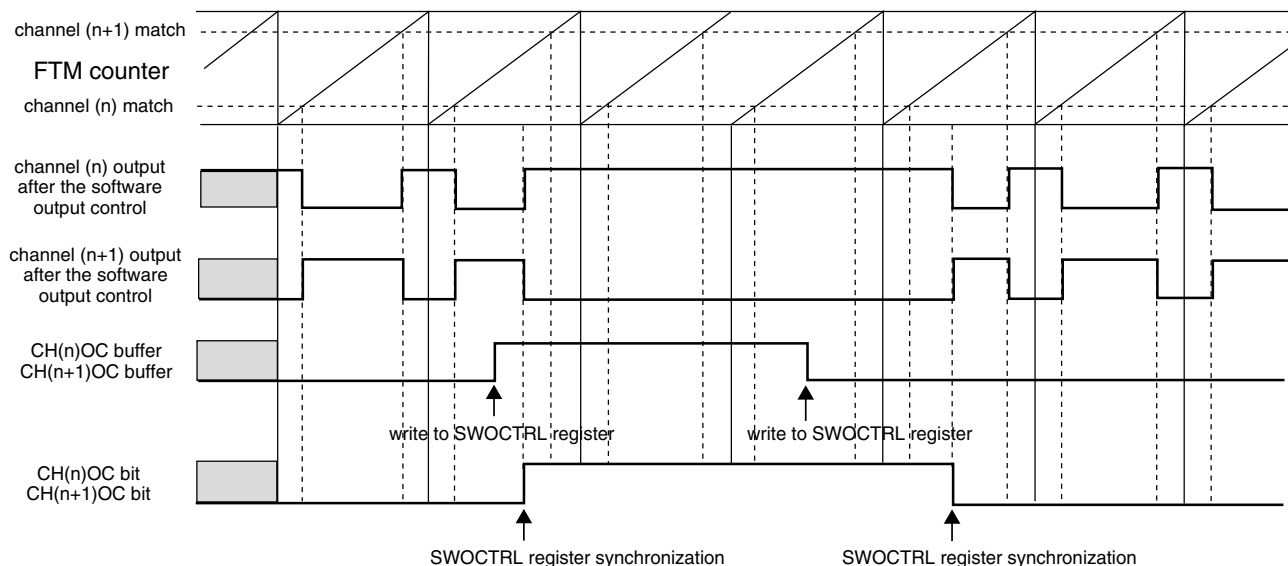 channel (n+1) match
FTM counter
channel (n) match
channel (n) output
after the software
output control
channel (n+1) output
after the software
output control
CH(n)OC buffer
CH(n+1)OC buffer
write to SWOCTRL register
write to SWOCTRL register
CH(n)OC bit
CH(n+1)OC bit
SWOCTRL register synchronization
SWOCTRL register synchronization